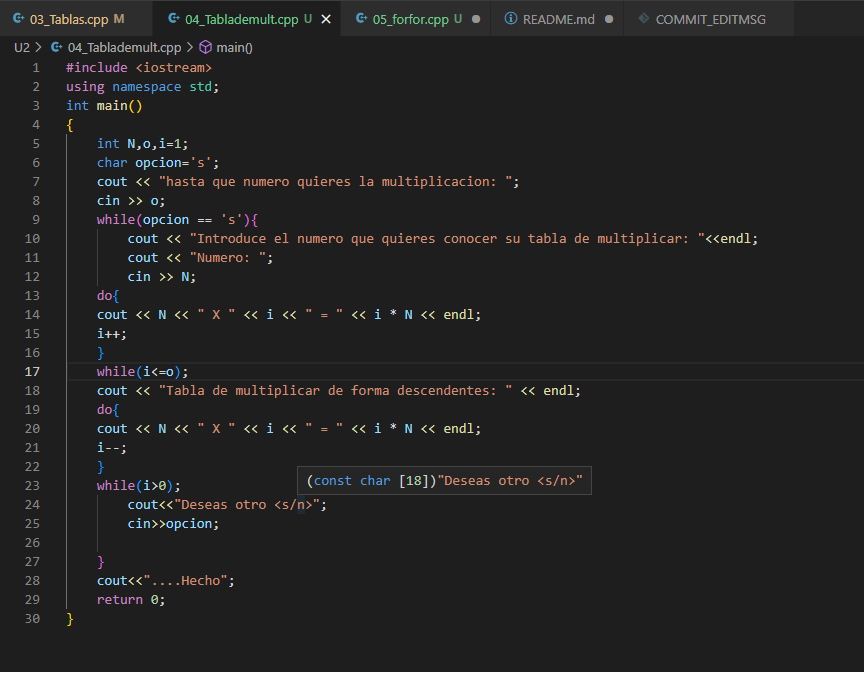 03_Tablas.cpp M 04_Tablademult.cpp U 05_forfor.cpp U README.md COMMIT_EDITMSG
U2 > 04_Tablademult.cpp > main()
1 #include <iostream>
2 using namespace std;
3 int main()
4 {
5 int N,o,i=1;
6 char opcion='s';
7 cout << "hasta que numero quieres la multiplicacion: ";
8 cin >> o;
9 while(opcion == 's'){
10 cout << "Introduce el numero que quieres conocer su tabla de multiplicar: "<<endl;
11 cout << "Numero: ";
12 cin >> N;
13 do{
14 cout << N << " X " << i << " = " << i * N << endl;
15 i++;
16 }
17 while(i<=o);
18 cout << "Tabla de multiplicar de forma descendentes: " << endl;
19 do{
20 cout << N << " X " << i << " = " << i * N << endl;
21 i--;
22 }
23 while(i>0);
(const char [18])"Deseas otro <s/n>"
24 cout<<"Deseas otro <s/n>";
25 cin>>opcion;
26
27 }
28 cout<<"....Hecho";
29 return 0;
30 }